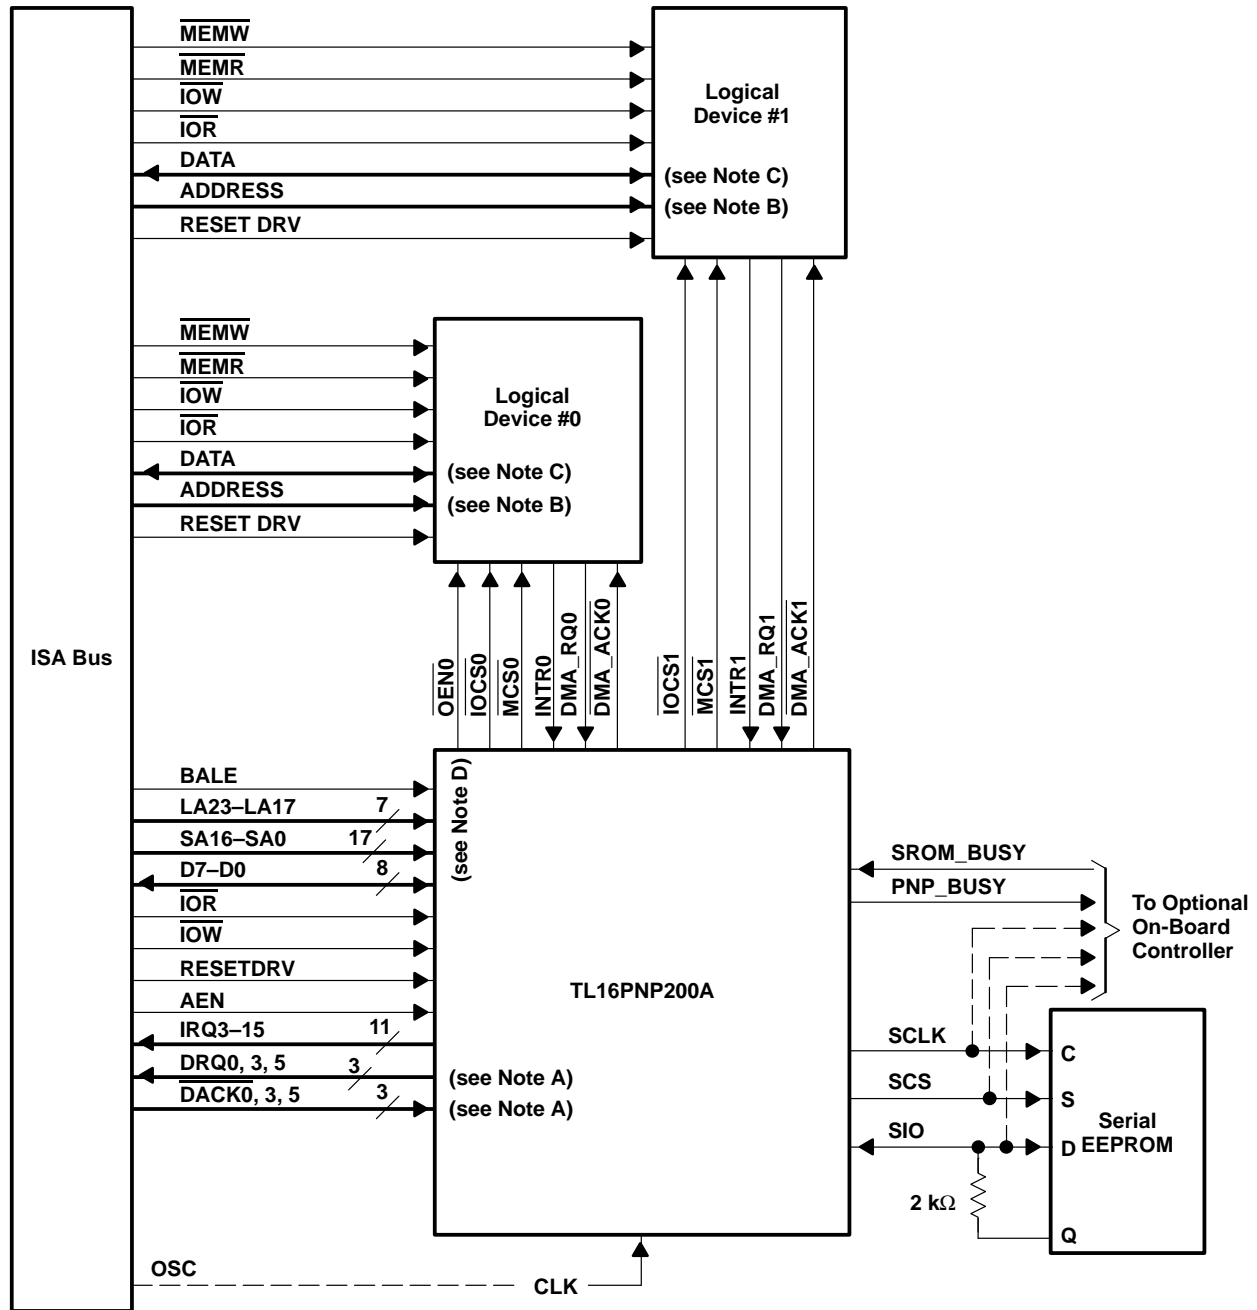 MEMW
MEMR
IOW
IOR
DATA
ADDRESS
RESET DRV
Logical
Device #1
(see Note C)
(see Note B)
MEMW
MEMR
IOW
IOR
DATA
ADDRESS
RESET DRV
Logical
Device #0
(see Note C)
(see Note B)
ISA Bus
OEN0
IOCS0
MCS0
INTR0
DMA_RQ0
DMA_ACK0
IOCS1
MCS1
INTR1
DMA_RQ1
DMA_ACK1
BALE
LA23–LA17 7
SA16–SA0 17
D7–D0 8
IOR
IOW
RESETDRV
AEN
IRQ3–15 11
DRQ0, 3, 5 3
DACK0, 3, 5 3
(see Note D)
(see Note A)
(see Note A)
TL16PNP200A
SROM_BUSY
PNP_BUSY
To Optional
On-Board
Controller
SCLK
SCS
SIO
2 kΩ
C
S
D
Q
Serial
EEPROM
OSC
CLK